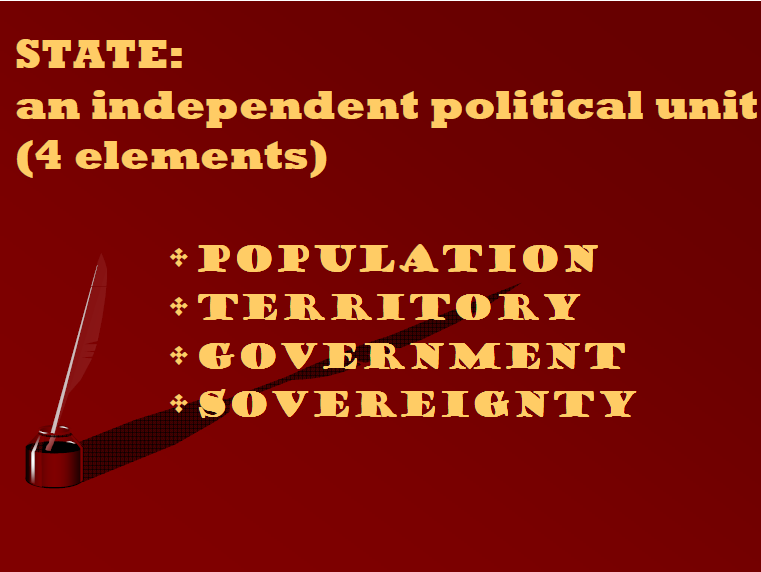 STATE:
an independent political unit
(4 elements)
POPULATION
TERRITORY
GOVERNMENT
SOVEREIGNTY